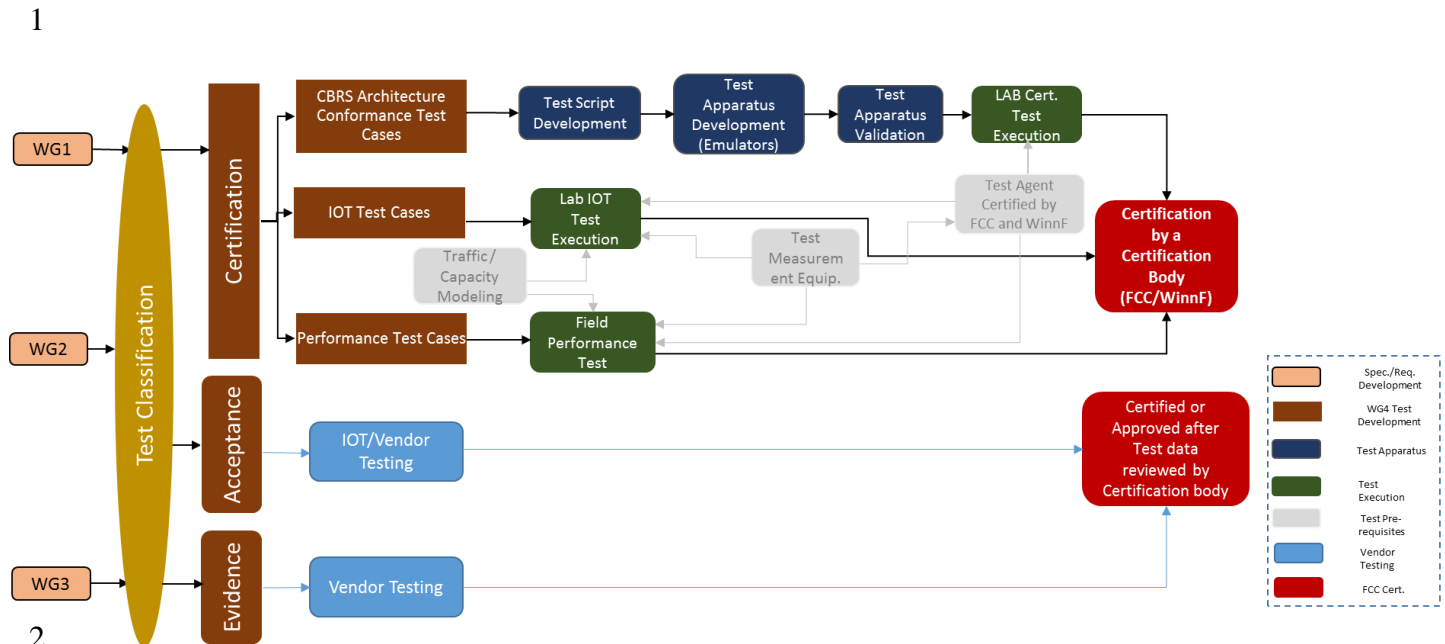 1
WG1
WG2
WG3
Test Classification
Certification
Acceptance
Evidence
CBRS Architecture
Conformance Test
Cases
Test Script
Development
Test
Apparatus
Development
(Emulators)
Test
Apparatus
Validation
LAB Cert.
Test
Execution
IOT Test Cases
Lab IOT
Test
Execution
Test Agent
Certified by
FCC and WinnF
Traffic/
Capacity
Modeling
Test
Measurem
ent Equip.
Performance Test Cases
Field
Performance
Test
Certification
by a
Certification
Body
(FCC/WinnF)
IOT/Vendor
Testing
Certified or
Approved after
Test data
reviewed by
Certification body
Vendor Testing
Spec./Req.
Development
WG4 Test
Development
Test Apparatus
Test
Execution
Test Pre-
requisites
Vendor
Testing
FCC Cert.
2